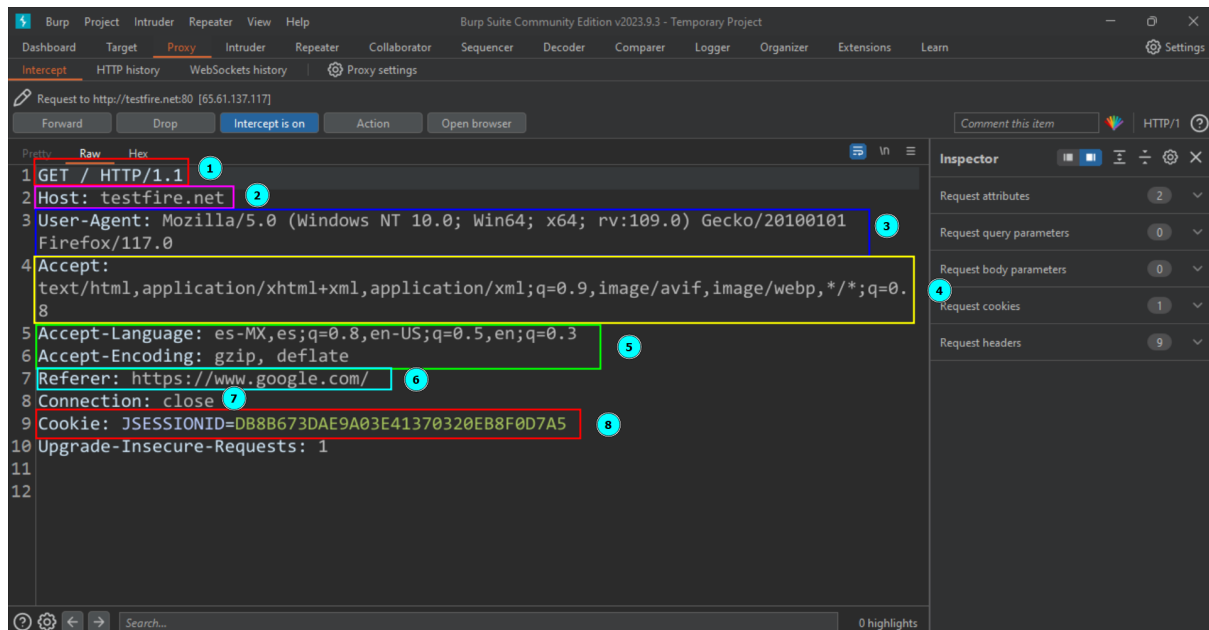 Burp Project Intruder Repeater View Help Burp Suite Community Edition v2023.9.3 - Temporary Project
Dashboard Target Proxy Intruder Repeater Collaborator Sequencer Decoder Comparer Logger Organizer Extensions Learn Settings
Intercept HTTP history WebSockets history Proxy settings
Request to http://testfire.net:80 [65.61.137.117]
Forward Drop Intercept is on Action Open browser Comment this item HTTP/1 ?
Pretty Raw Hex \n Inspector
1 GET / HTTP/1.1 1
2 Host: testfire.net 2 Request attributes 2
3 User-Agent: Mozilla/5.0 (Windows NT 10.0; Win64; x64; rv:109.0) Gecko/20100101 3
Firefox/117.0 Request query parameters 0
4 Accept: Request body parameters 0
text/html,application/xhtml+xml,application/xml;q=0.9,image/avif,image/webp,*/*;q=0. 4
8 Request cookies 1
5 Accept-Language: es-MX,es;q=0.8,en-US;q=0.5,en;q=0.3 5 Request headers 9
6 Accept-Encoding: gzip, deflate
7 Referer: https://www.google.com/ 6
8 Connection: close 7
9 Cookie: JSESSIONID=DB8B673DAE9A03E41370320EB8F0D7A5 8
10 Upgrade-Insecure-Requests: 1
11
12
? Search... 0 highlights